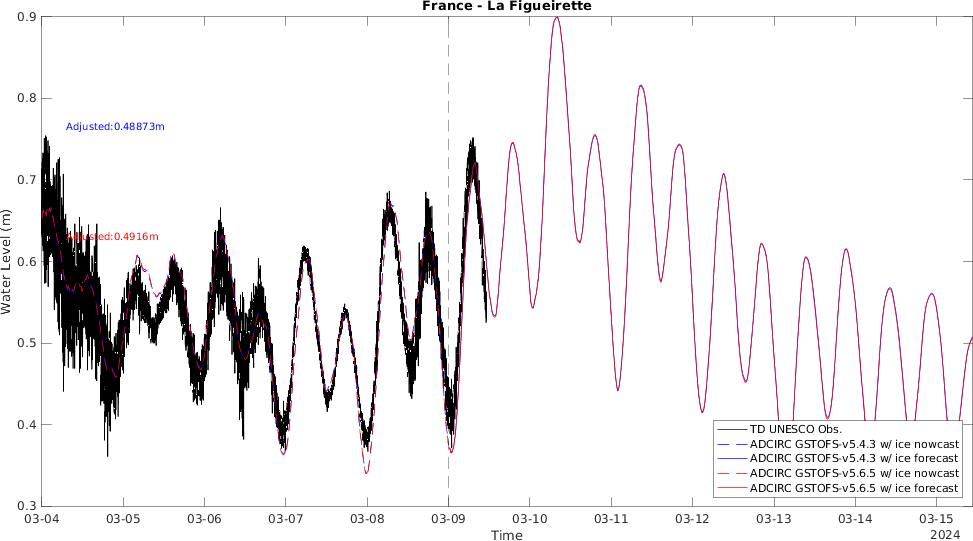 France - La Figueirette
0.9
0.8
0.7
0.6
0.5
0.4
0.3
Water Level (m)
Adjusted:0.48873m
Adjusted:0.4916m
TD UNESCO Obs.
ADCIRC GSTOFS-v5.4.3 w/ ice nowcast
ADCIRC GSTOFS-v5.4.3 w/ ice forecast
ADCIRC GSTOFS-v5.6.5 w/ ice nowcast
ADCIRC GSTOFS-v5.6.5 w/ ice forecast
03-04 03-05 03-06 03-07 03-08 03-09 03-10 03-11 03-12 03-13 03-14 03-15
Time
2024